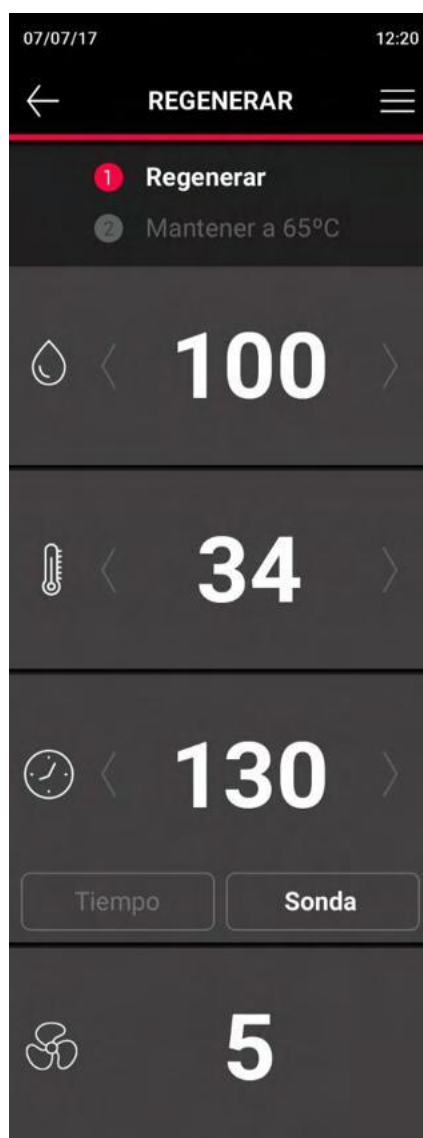 07/07/17 12:20
REGENERAR
1 Regenerar
2 Mantener a 65ºC
100
34
130
Tiempo Sonda
5